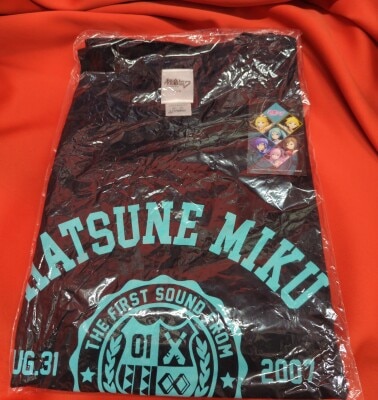 HATSUNE MIKU
THE FIRST SOUND FROM
01
UG.31
2007